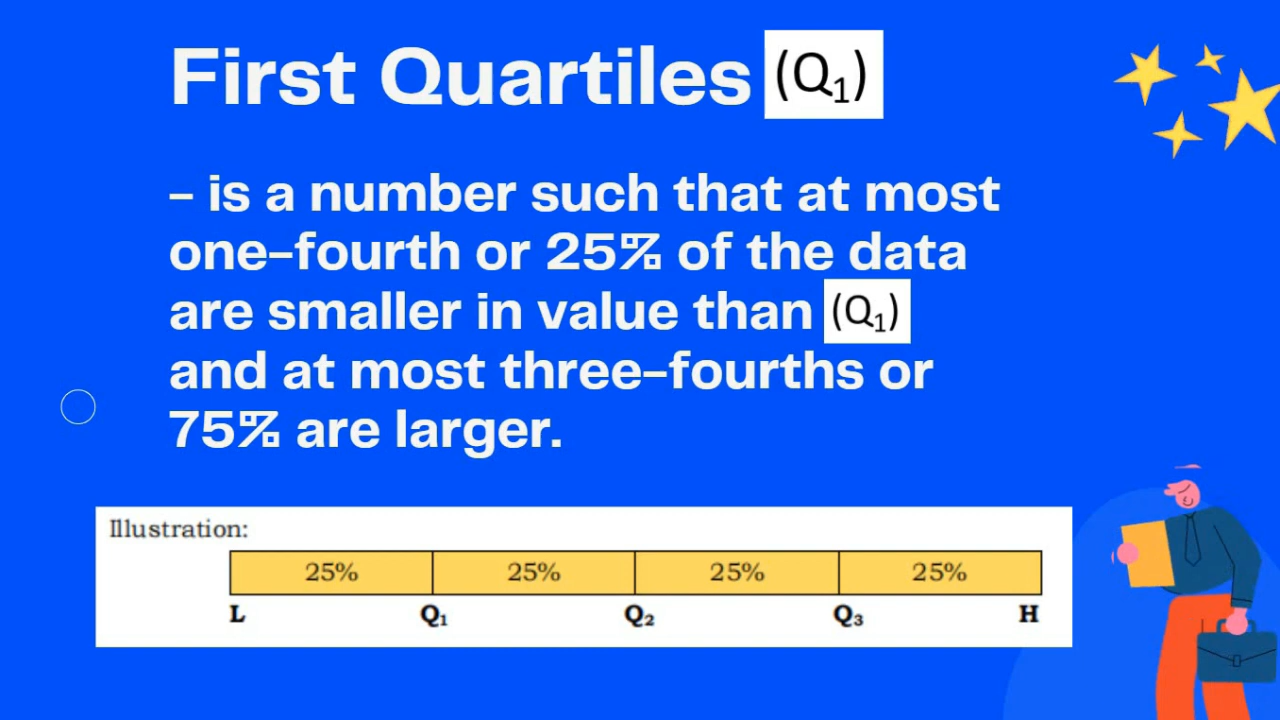 First Quartiles (Q₁)
– is a number such that at most
one-fourth or 25% of the data
are smaller in value than (Q₁)
and at most three-fourths or
75% are larger.
Illustration:
25% 25% 25% 25%
L Q₁ Q₂ Q₃ H